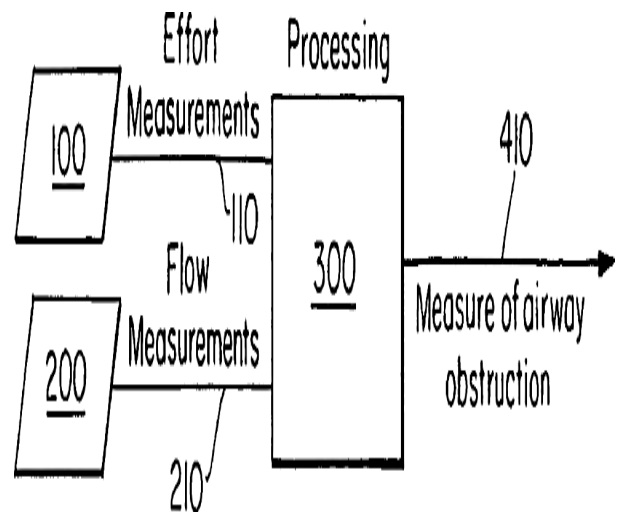 Effort
Measurements
Processing
100
110
410
Flow
Measurements
300
200
210
Measure of airway
obstruction